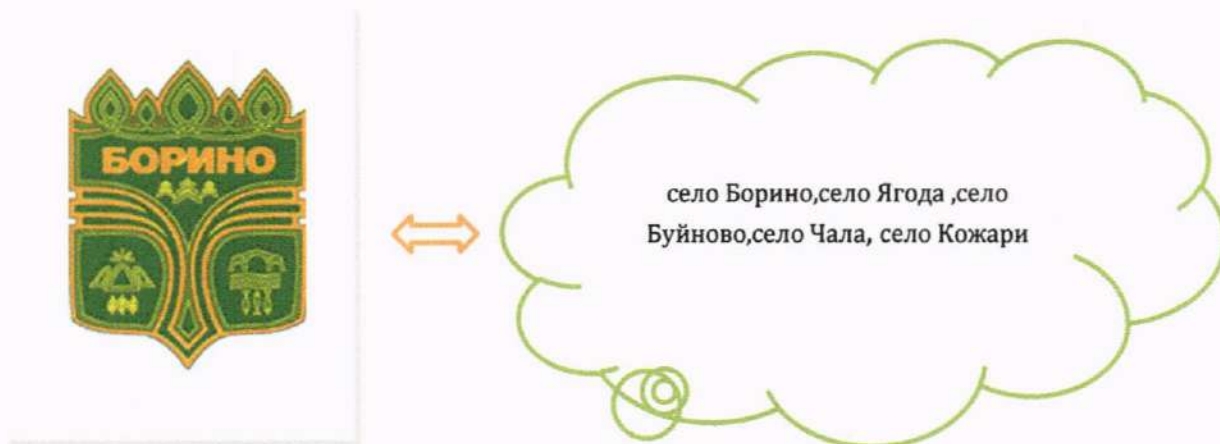 БОРИНО
село Борино,село Ягода ,село
Буйново,село Чала, село Кожари